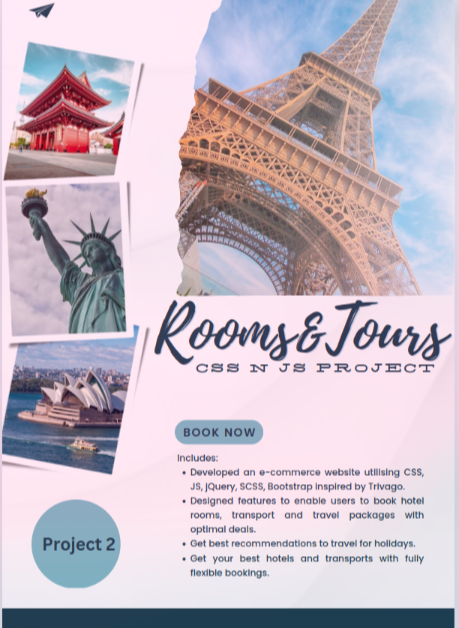 Rooms&Tours
CSS N JS PROJECT
BOOK NOW
Includes:
• Developed an e-commerce website utilising CSS,
JS, jQuery, SCSS, Bootstrap inspired by Trivago.
• Designed features to enable users to book hotel
rooms, transport and travel packages with
optimal deals.
• Get best recommendations to travel for holidays.
• Get your best hotels and transports with fully
flexible bookings.
Project 2